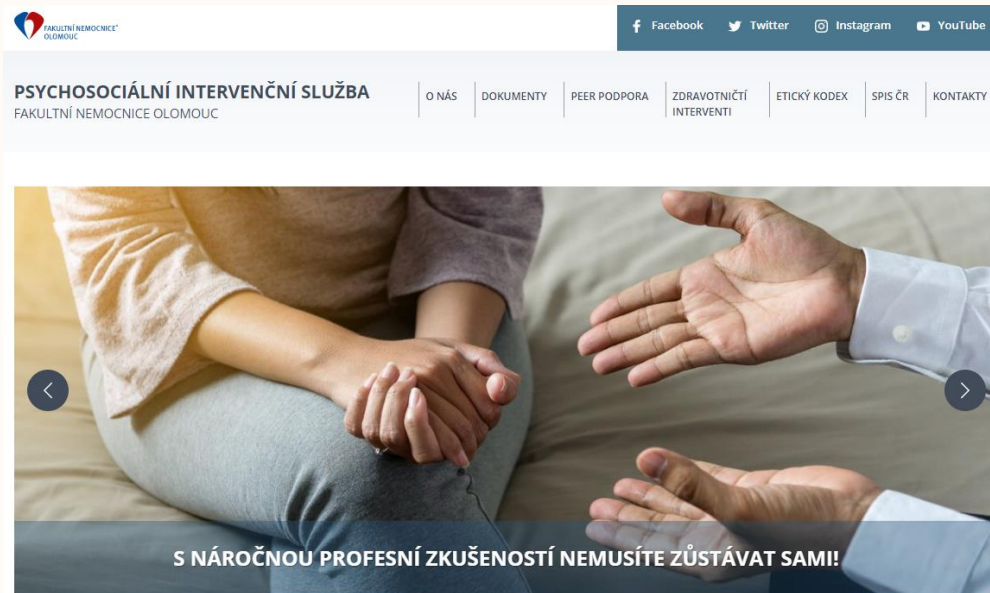 FAKULTNÍ NEMOCNICE®
OLOMOUC
Facebook
Twitter
Instagram
YouTube
PSYCHOSOCIÁLNÍ INTERVENČNÍ SLUŽBA
FAKULTNÍ NEMOCNICE OLOMOUC
O NÁS
DOKUMENTY
PEER PODPORA
ZDRAVOTNIČTÍ
INTERVENTI
ETICKÝ KODEX
SPIS ČR
KONTAKTY
S NÁROČNOU PROFESNÍ ZKUŠENOSTÍ NEMUSÍTE ZŮSTÁVAT SAMI!